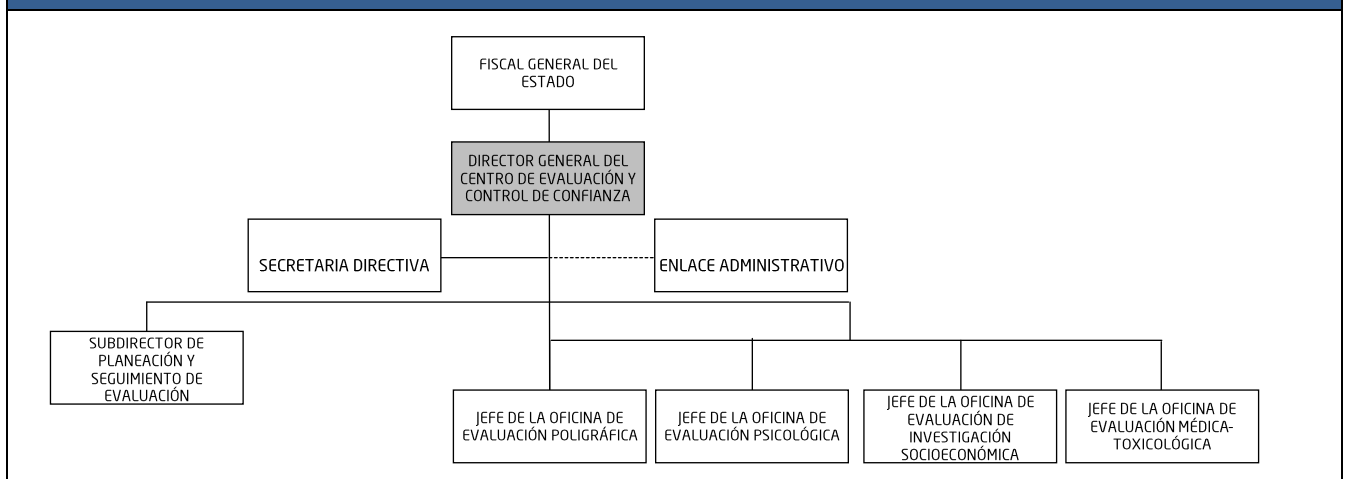 FISCAL GENERAL DEL
ESTADO
DIRECTOR GENERAL DEL
CENTRO DE EVALUACIÓN Y
CONTROL DE CONFIANZA
SECRETARIA DIRECTIVA
ENLACE ADMINISTRATIVO
SUBDIRECTOR DE
PLANEACIÓN Y
SEGUIMIENTO DE
EVALUACIÓN
JEFE DE LA OFICINA DE
EVALUACIÓN POLIGRÁFICA
JEFE DE LA OFICINA DE
EVALUACIÓN PSICOLÓGICA
JEFE DE LA OFICINA DE
EVALUACIÓN DE
INVESTIGACIÓN
SOCIOECONÓMICA
JEFE DE LA OFICINA DE
EVALUACIÓN MÉDICA-
TOXICOLÓGICA